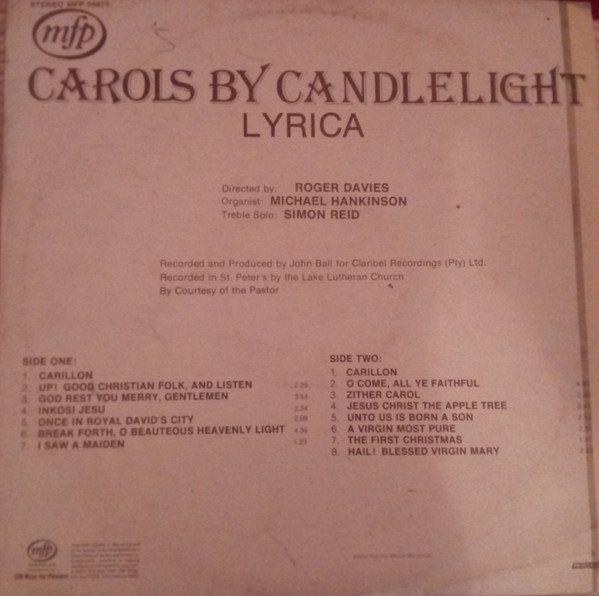 STEREO MFP
mfp
CAROLS BY CANDLELIGHT
LYRICA
Directed by: ROGER DAVIES
Organist: MICHAEL HANKINSON
Treble Solo: SIMON REID
Recorded and Produced by John Ball for Claribel Recordings (Pty) Ltd.
Recorded in St. Peter's by the Lake Lutheran Church
By Courtesy of the Pastor
SIDE ONE:
1. CARILLON
2. UP! GOOD CHRISTIAN FOLK, AND LISTEN
3. GOD REST YOU MERRY, GENTLEMEN
4. INKOSI JESU 2.34
5. ONCE IN ROYAL DAVID'S CITY
6. BREAK FORTH, O BEAUTEOUS HEAVENLY LIGHT
7. I SAW A MAIDEN 1.23
SIDE TWO:
1. CARILLON
2. O COME, ALL YE FAITHFUL
3. ZITHER CAROL
4. JESUS CHRIST THE APPLE TREE
5. UNTO US IS BORN A SON
6. A VIRGIN MOST PURE
7. THE FIRST CHRISTMAS
8. HAIL! BLESSED VIRGIN MARY
mfp